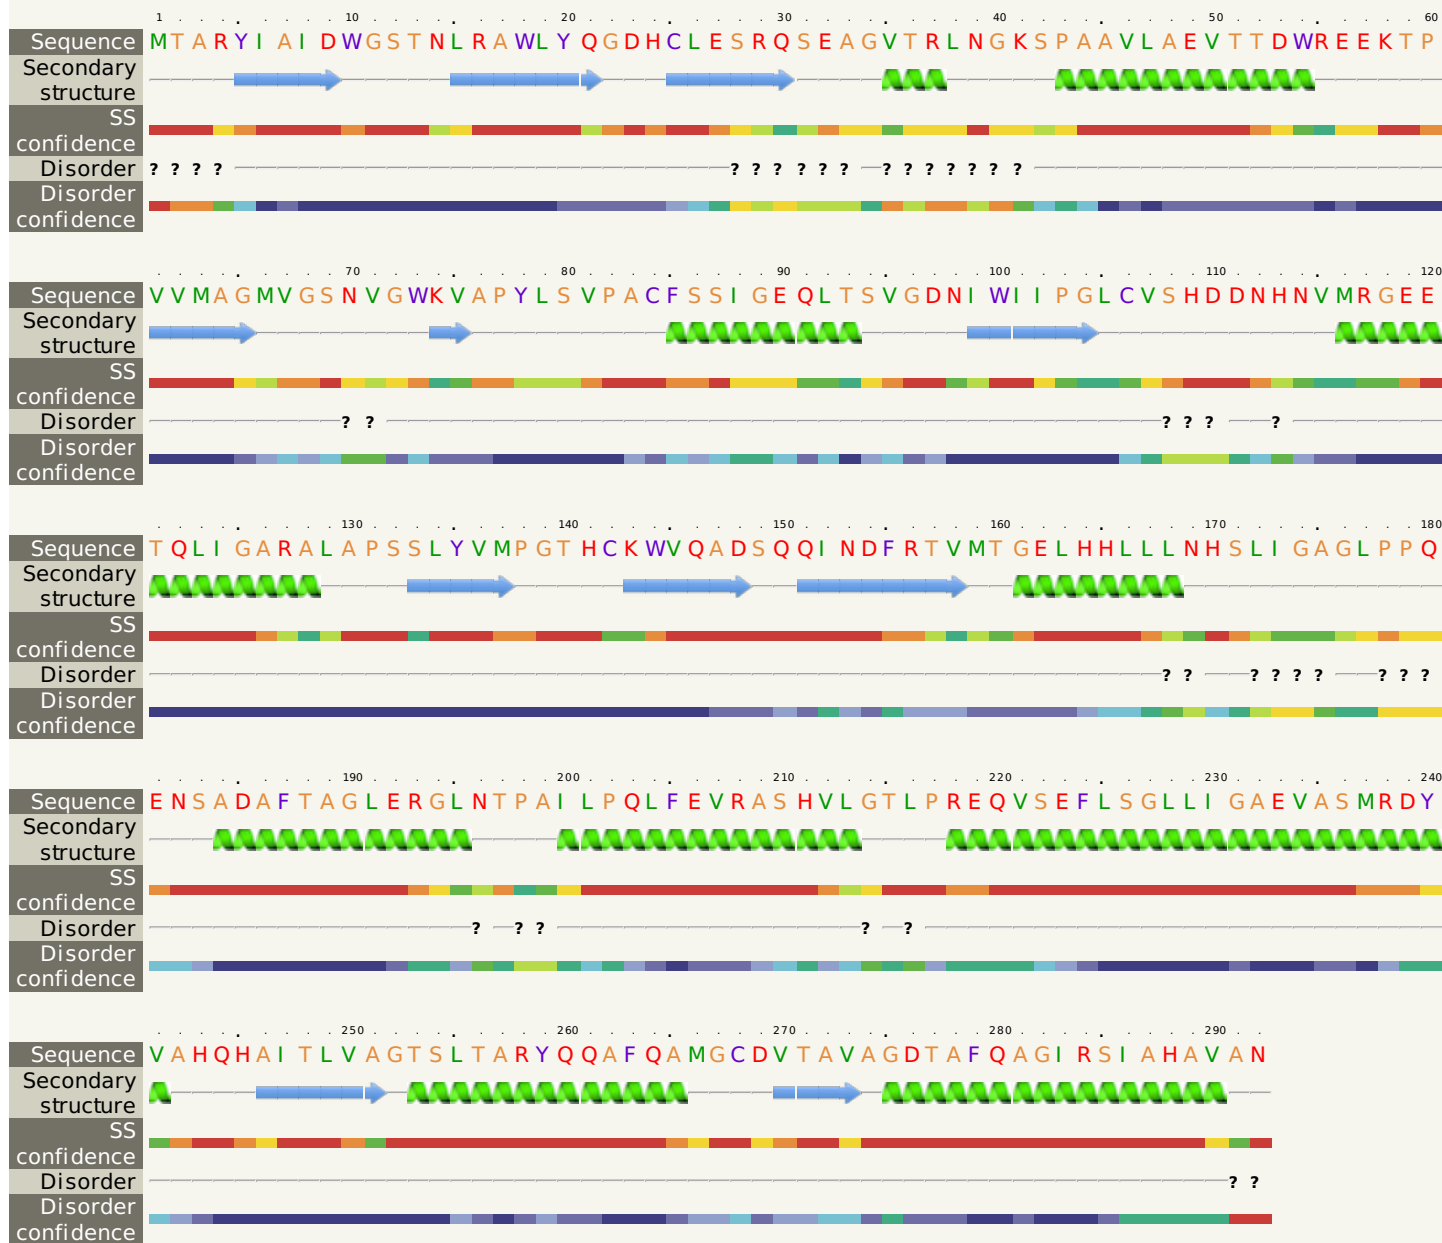 1 10 20 30 40 50 60
Sequence MTARYIAIDWGSTNLRAWLYQGDHCLESRQSEAGVTRLNGKSPAAVLAEVTTDWREEKTP
Secondary
structure
SS
confidence
Disorder ? ? ? ? ? ? ? ? ? ? ? ? ? ? ? ? ?
Disorder
confidence
70 80 90 100 110 120
Sequence VVMAGMVGSNVGWKVAPYLSVPACFSSIGEQLTSVGDNIWIIPGLCVSHDDNHNVMRGEE
Secondary
structure
SS
confidence
Disorder ? ? ? ? ? ?
Disorder
confidence
130 140 150 160 170 180
Sequence TQLIGARALAPSSLYVMPGTHCKWVQADSQQINDFRTVMTGELHHLLLNHSLIGAGLPPQ
Secondary
structure
SS
confidence
Disorder ? ? ? ? ? ? ? ? ?
Disorder
confidence
190 200 210 220 230 240
Sequence ENSADAFTAGLERGLNTPAILPQLFEVRASHVLGTLPREQVSEFLSGLLIGAEVASMRDY
Secondary
structure
SS
confidence
Disorder ? ? ? ? ?
Disorder
confidence
250 260 270 280 290
Sequence VAHQHAITLVAGTSLTARYQQAFQAMGCDVTAVAGDTAFQAGIRSIAHAVAN
Secondary
structure
SS
confidence
Disorder ? ?
Disorder
confidence